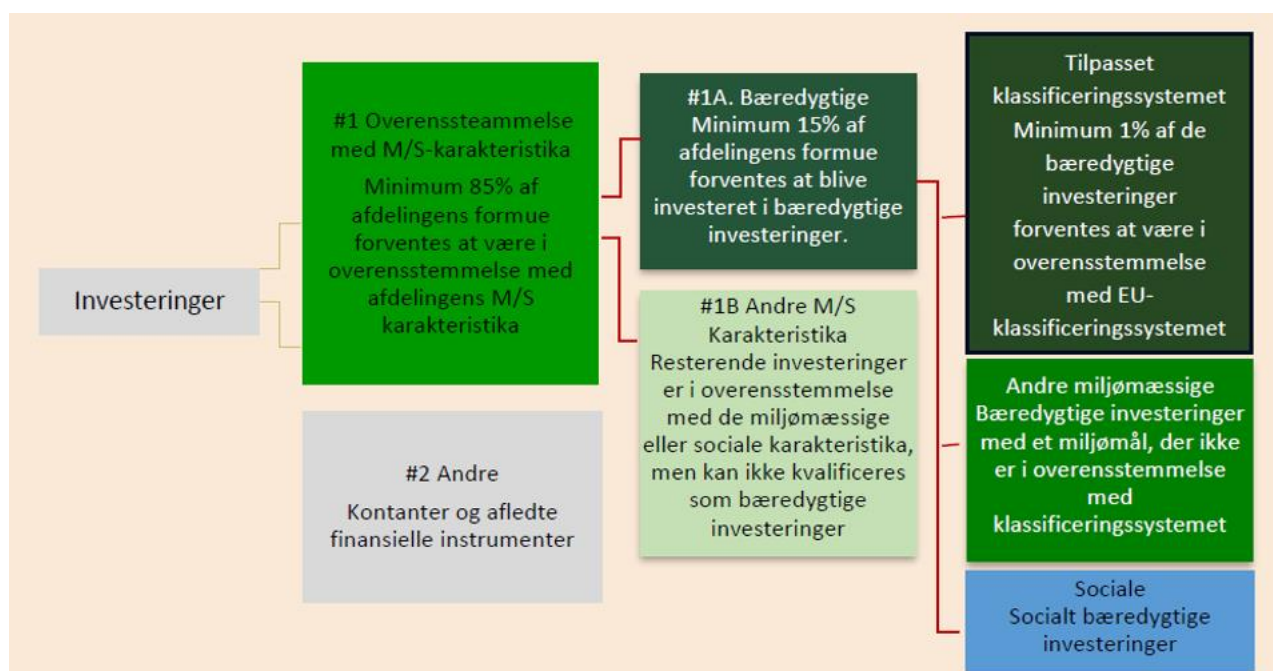 Investeringer
#1 Overenssteammelse
med M/S-karakteristika
Minimum 85% af
afdelingens formue
forventes at være i
overensstemmelse med
afdelingens M/S
karakteristika
#2 Andre
Kontanter og afledte
finansielle instrumenter
#1A. Bæredygtige
Minimum 15% af
afdelingens formue
forventes at blive
investeret i bæredygtige
investeringer.
#1B Andre M/S
Karakteristika
Resterende investeringer
er i overensstemmelse
med de miljømæssige
eller sociale karakteristika,
men kan ikke kvalificeres
som bæredygtige
investeringer
Tilpasset
klassificeringssystemet
Minimum 1% af de
bæredygtige
investeringer
forventes at være i
overensstemmelse
med EU-
klassificeringssystemet
Andre miljømæssige
Bæredygtige investeringer
med et miljømål, der ikke
er i overensstemmelse
med
klassificeringssystemet
Sociale
Socialt bæredygtige
investeringer